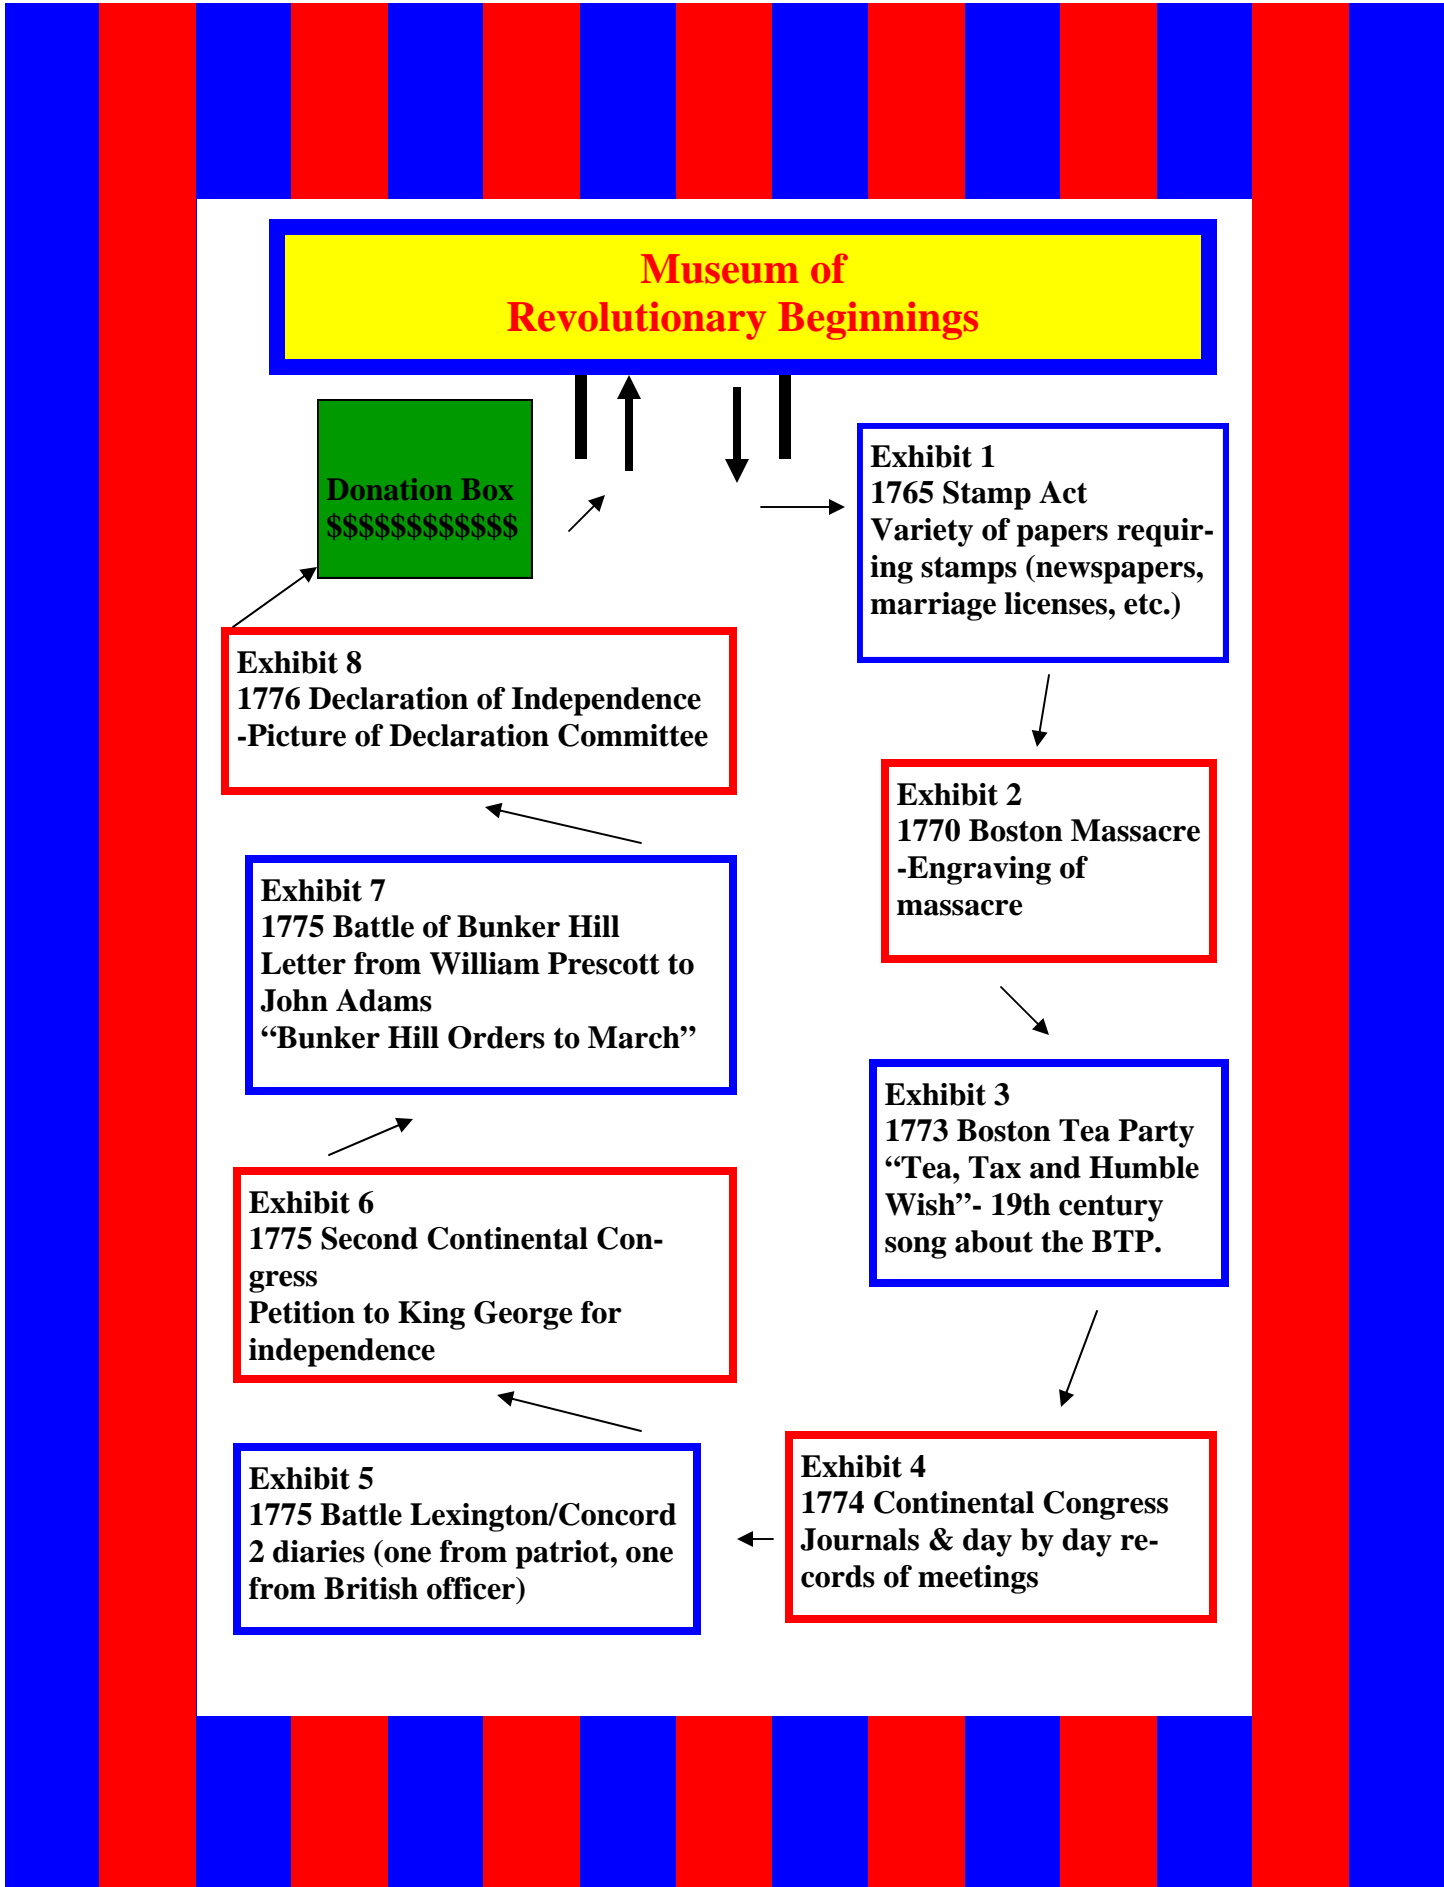 Museum of
Revolutionary Beginnings
Donation Box
$$$$$$$$$$$$
Exhibit 1
1765 Stamp Act
Variety of papers requir-
ing stamps (newspapers,
marriage licenses, etc.)
Exhibit 2
1770 Boston Massacre
-Engraving of
massacre
Exhibit 3
1773 Boston Tea Party
“Tea, Tax and Humble
Wish”- 19th century
song about the BTP.
Exhibit 4
1774 Continental Congress
Journals & day by day re-
cords of meetings
Exhibit 5
1775 Battle Lexington/Concord
2 diaries (one from patriot, one
from British officer)
Exhibit 6
1775 Second Continental Con-
gress
Petition to King George for
independence
Exhibit 7
1775 Battle of Bunker Hill
Letter from William Prescott to
John Adams
“Bunker Hill Orders to March”
Exhibit 8
1776 Declaration of Independence
-Picture of Declaration Committee